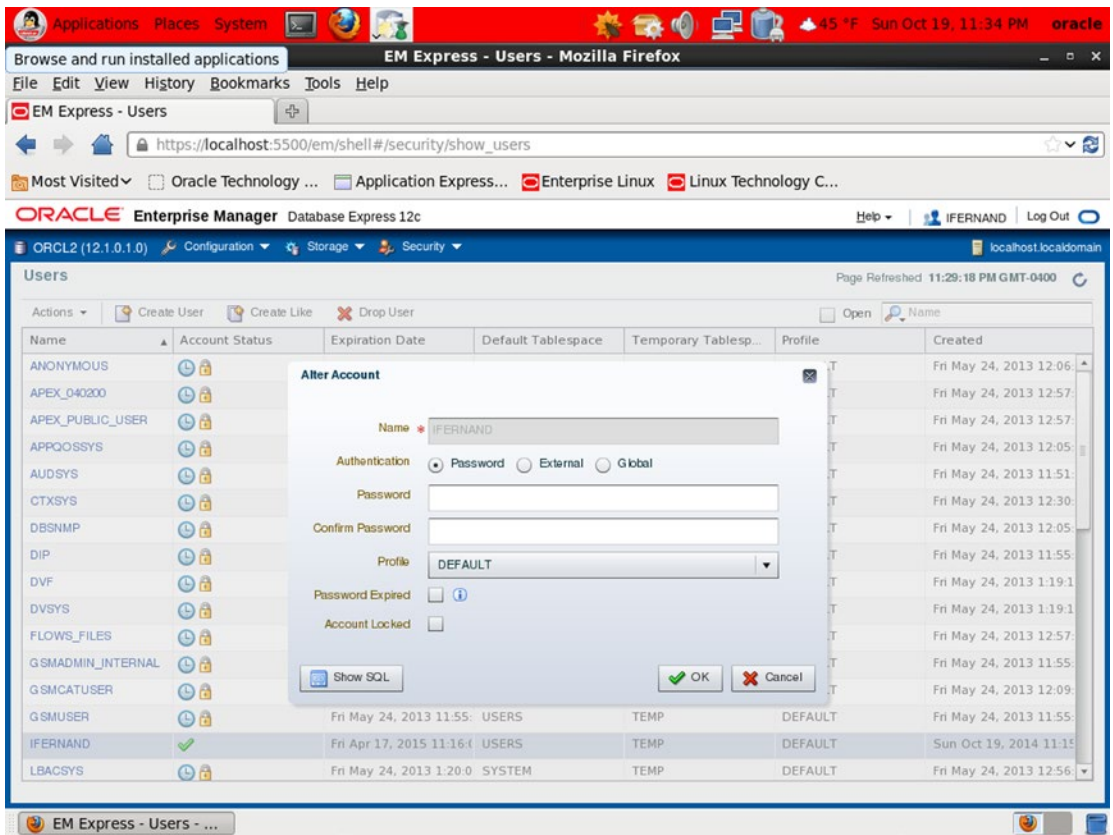 Applications Places System 45 °F Sun Oct 19, 11:34 PM oracle
Browse and run installed applications EM Express - Users - Mozilla Firefox
File Edit View History Bookmarks Tools Help
EM Express - Users
https://localhost:5500/em/shell#/security/show_users
Most Visited Oracle Technology ... Application Express... Enterprise Linux Linux Technology C...
ORACLE Enterprise Manager Database Express 12c Help IFERNAND Log Out
ORCL2 (12.1.0.1.0) Configuration Storage Security localhost.localdomain
Users Page Refreshed 11:29:18 PM GMT-0400
Actions Create User Create Like Drop User Open Name
Name Account Status Expiration Date Default Tablespace Temporary Tablesp... Profile Created
ANONYMOUS T Fri May 24, 2013 12:06:
Alter Account
APEX_040200 T Fri May 24, 2013 12:57:
APEX_PUBLIC_USER T Fri May 24, 2013 12:57:
Name * IFERNAND
APPQOSSYS T Fri May 24, 2013 12:05:
Authentication Password External Global
AUDSYS T Fri May 24, 2013 11:51:
Password
CTXSYS T Fri May 24, 2013 12:30:
Confirm Password
DBSNMP T Fri May 24, 2013 12:05:
DIP T Fri May 24, 2013 11:55:
Profile DEFAULT
DVF T Fri May 24, 2013 1:19:1
Password Expired
DVSYS T Fri May 24, 2013 1:19:1
Account Locked
FLOWS_FILES T Fri May 24, 2013 12:57:
GSMADMIN_INTERNAL T Fri May 24, 2013 11:55:
Show SQL OK Cancel
GSMCATUSER T Fri May 24, 2013 12:09:
GSMUSER Fri May 24, 2013 11:55: USERS TEMP DEFAULT Fri May 24, 2013 11:55:
IFERNAND Fri Apr 17, 2015 11:16:( USERS TEMP DEFAULT Sun Oct 19, 2014 11:15
LBACSYS Fri May 24, 2013 1:20:0 SYSTEM TEMP DEFAULT Fri May 24, 2013 12:56:
EM Express - Users - ...